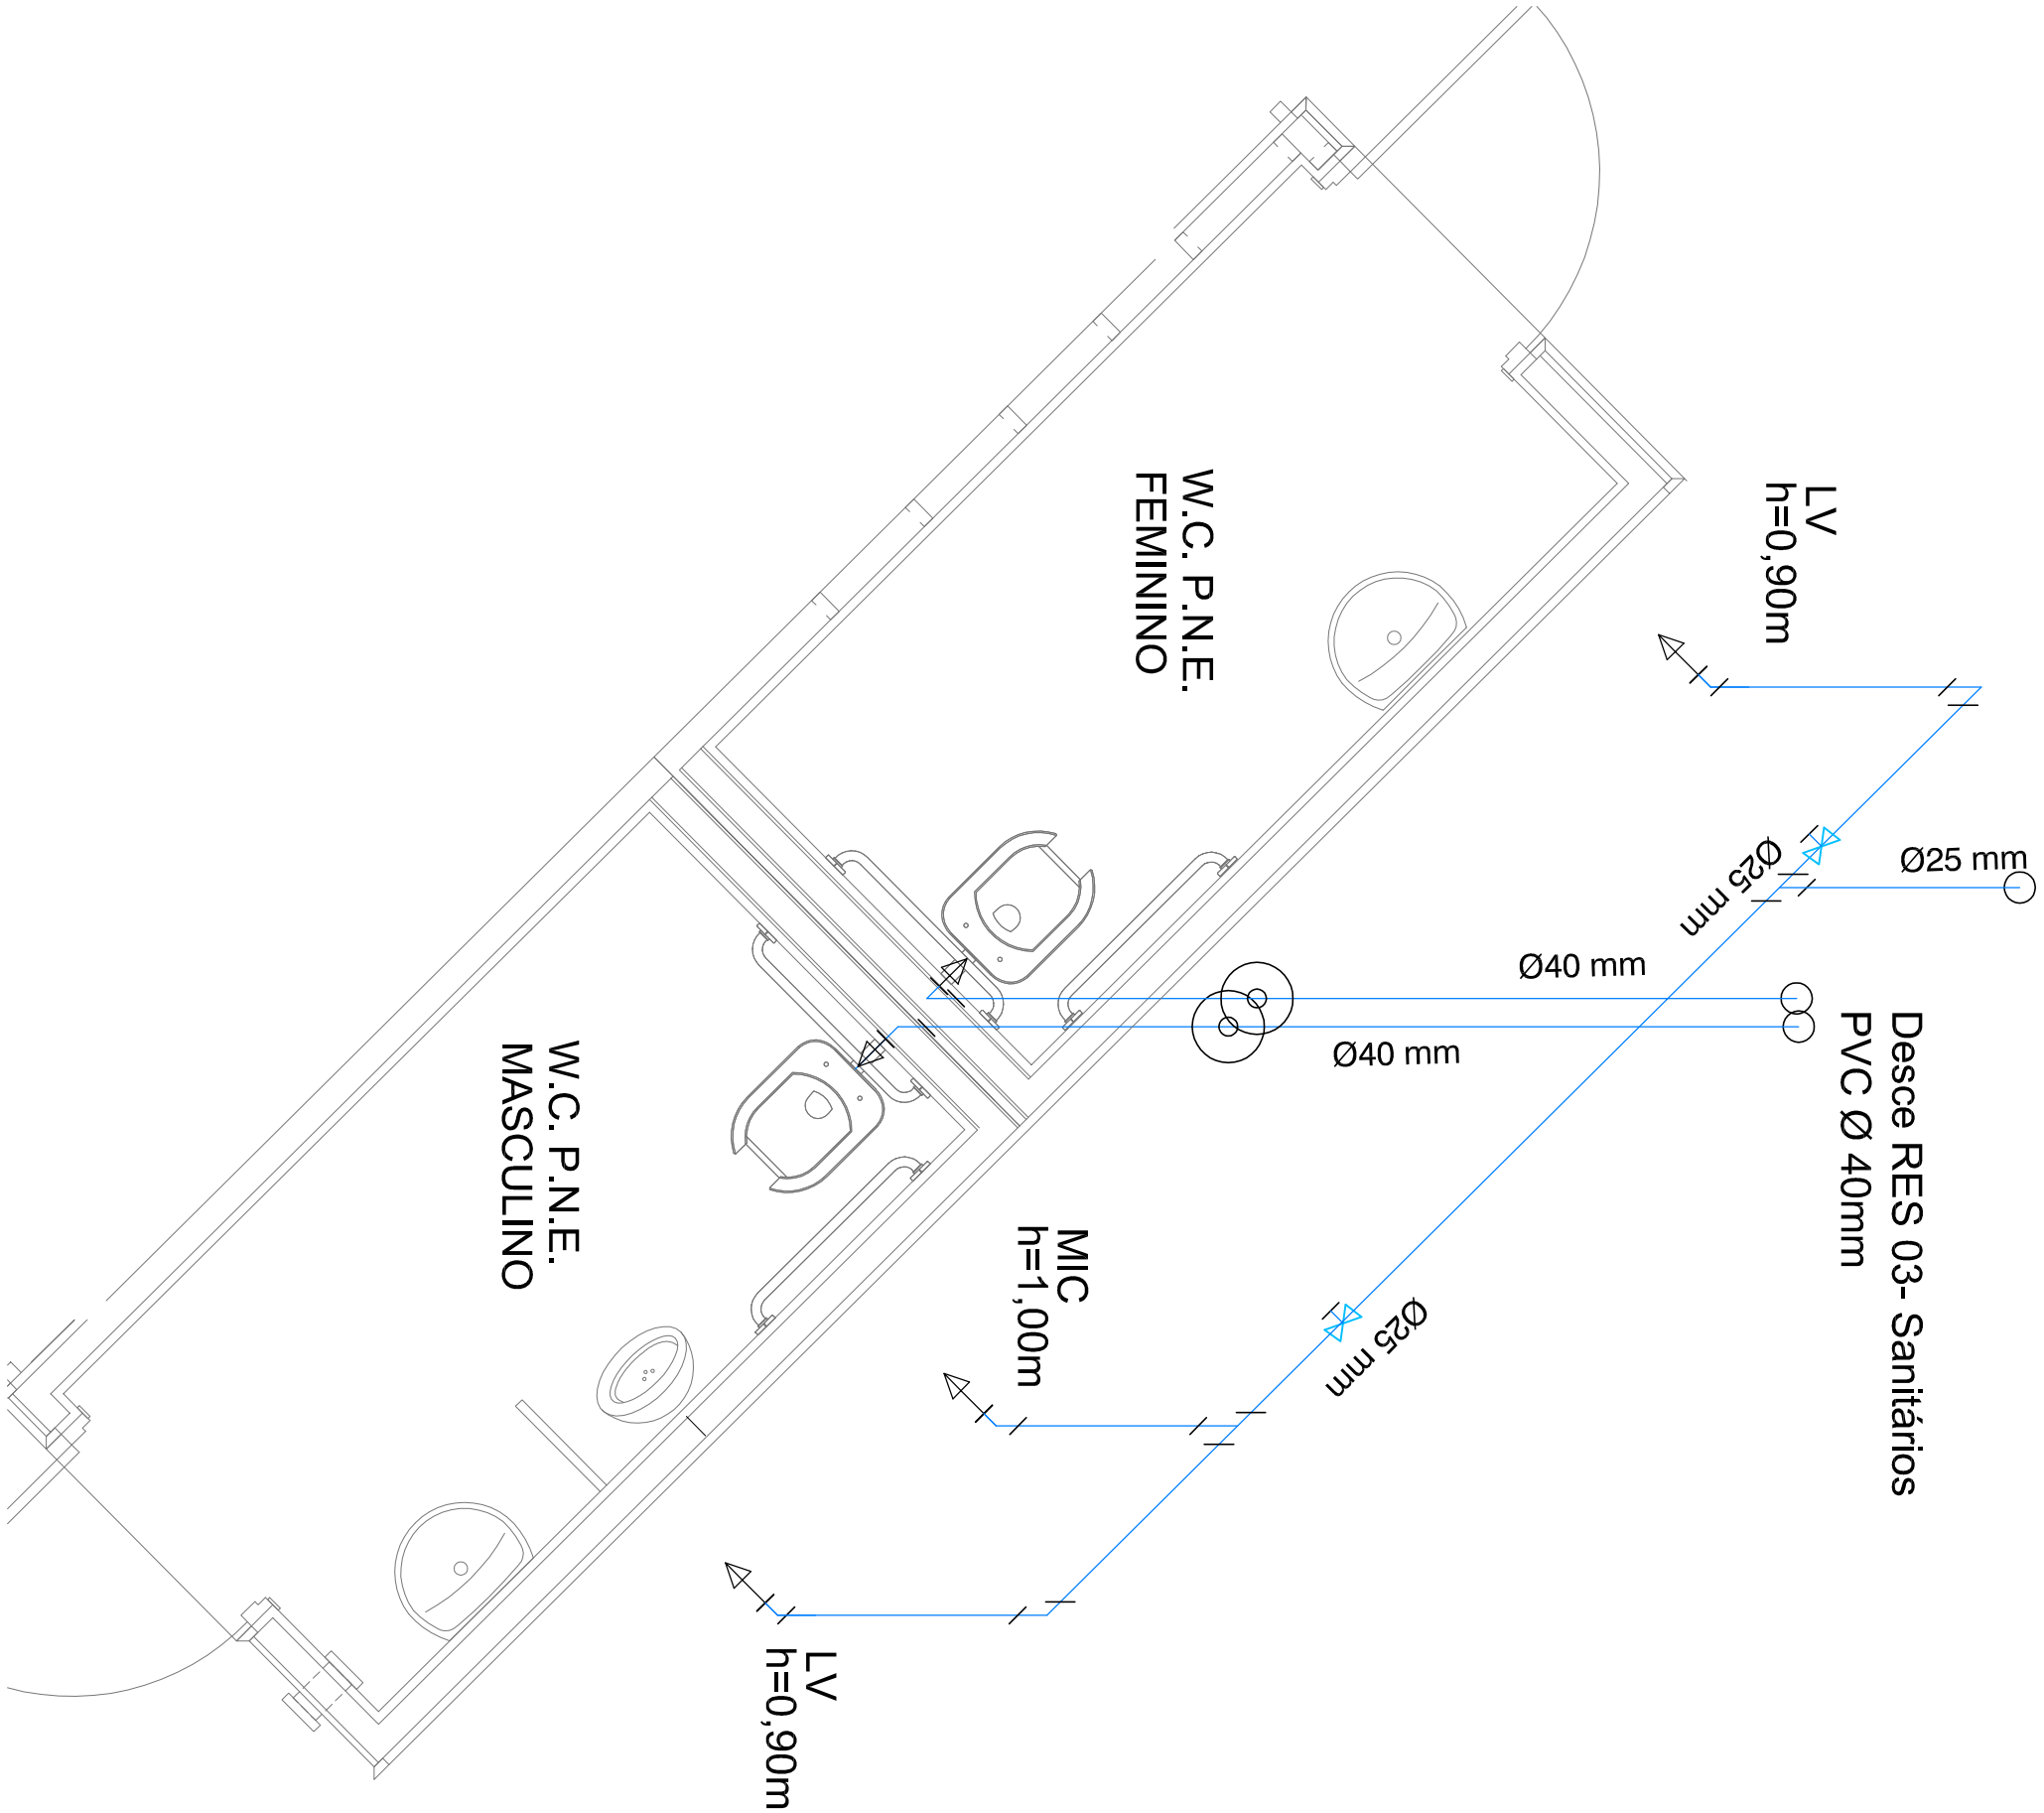 W.C. P.N.E.
FEMININO
LV
h=0,90m
Ø25 mm
Ø25 mm
Ø40 mm
Ø40 mm
Desce RES 03- Sanitários
PVC Ø 40mm
W.C. P.N.E.
MASCULINO
MIC
h=1,00m
Ø25 mm
LV
h=0,90m